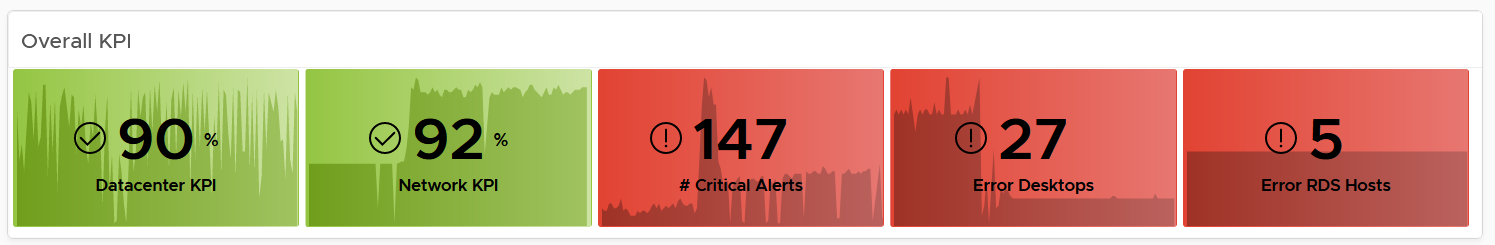 Overall KPI
90 %
Datacenter KPI
92 %
Network KPI
147
# Critical Alerts
27
Error Desktops
5
Error RDS Hosts